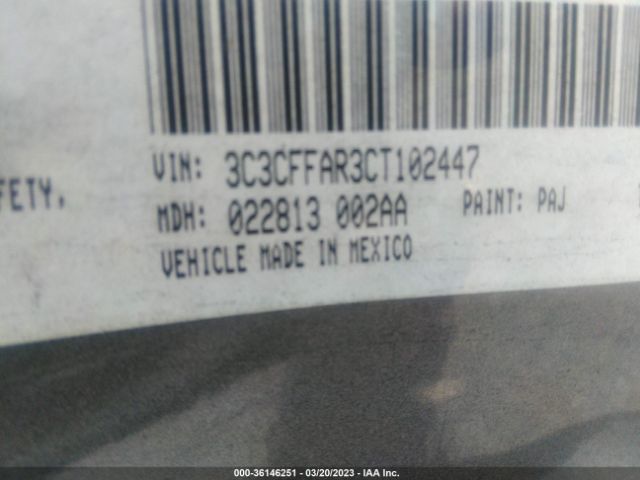 VIN: 3C3CFFAR3CT102447
FETY.
MDH: 022813 002AA PAINT: PAJ
VEHICLE MADE IN MEXICO
000-36146251 - 03/20/2023 - IAA Inc.